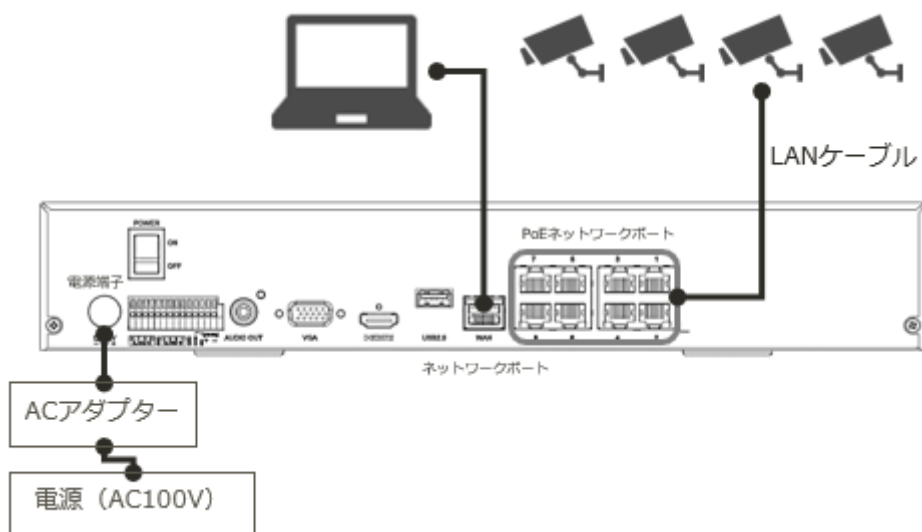 LANケーブル
POWER
ON
OFF
PoEネットワークポート
7
1
電源端子
AUDIO OUT
VGA
USB2.0
WAN
ネットワークポート
ACアダプター
電源（AC100V）